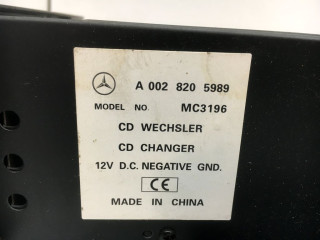 A 002 820 5989
MODEL NO. MC3196
CD WECHSLER
CD CHANGER
12V D.C. NEGATIVE GND.
CE
MADE IN CHINA